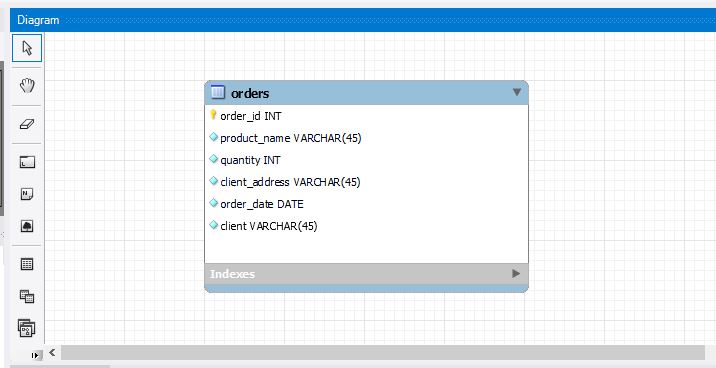 Diagram
orders
order_id INT
product_name VARCHAR(45)
quantity INT
client_address VARCHAR(45)
order_date DATE
client VARCHAR(45)
Indexes